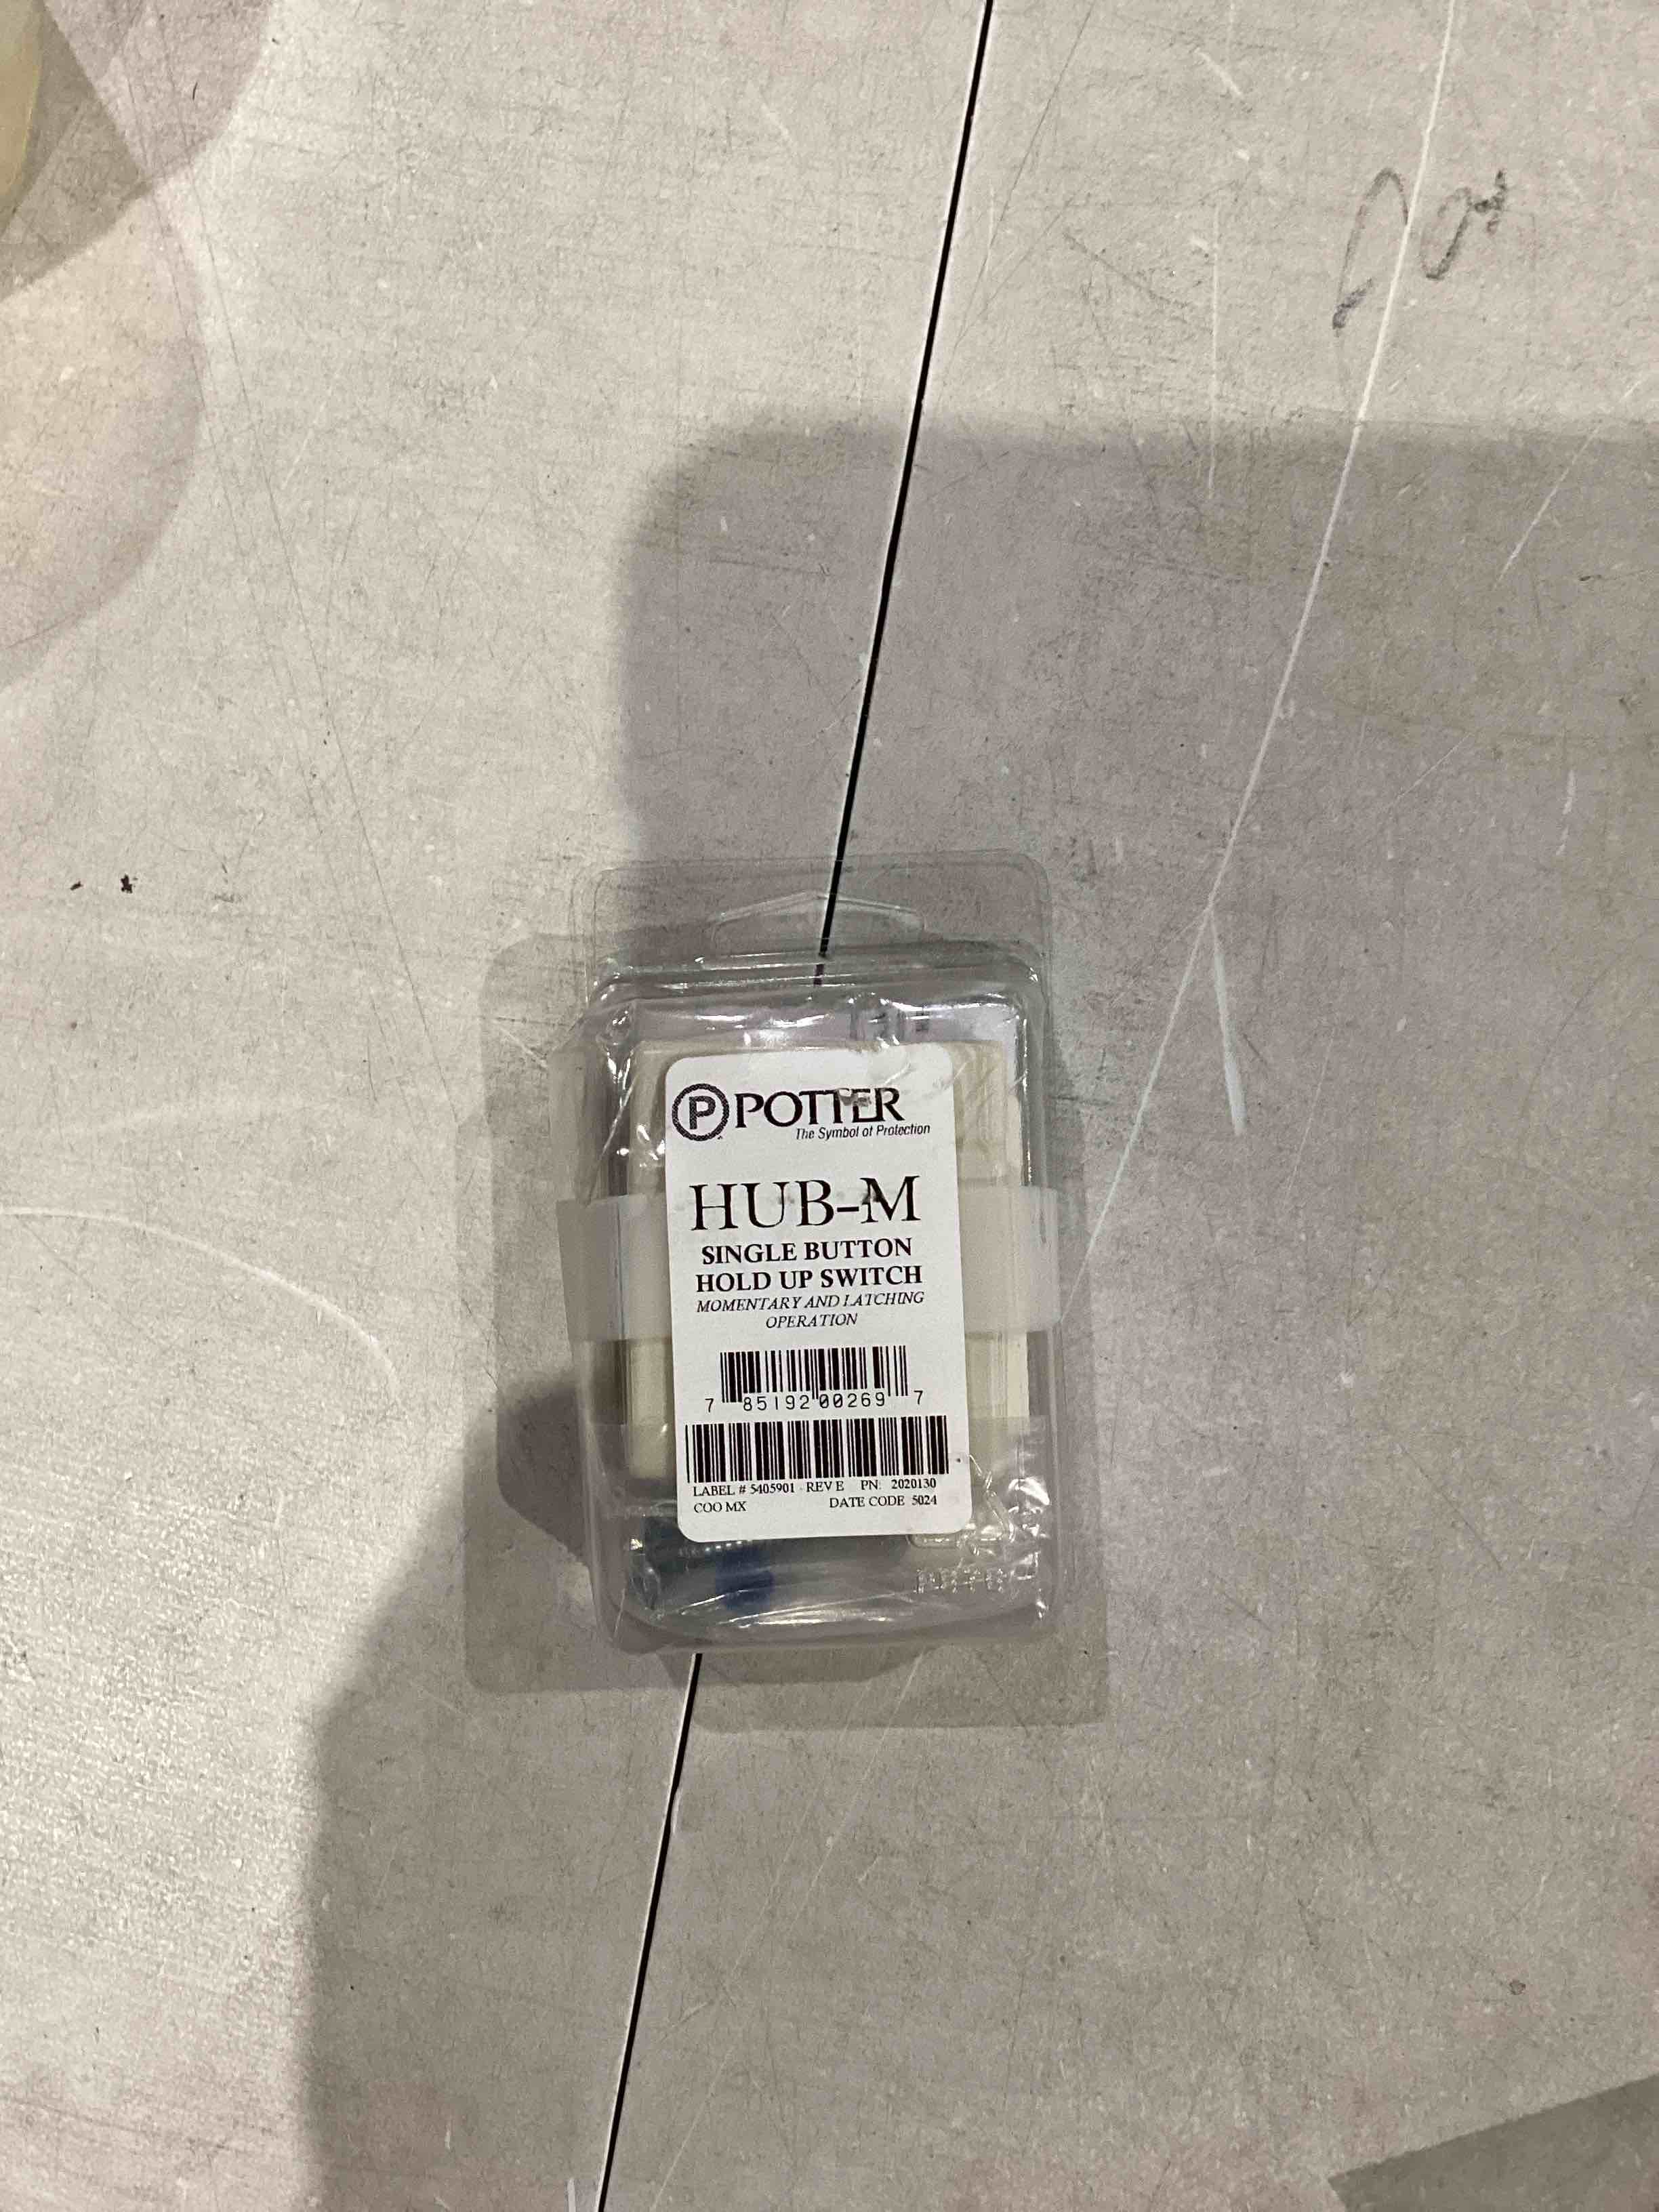 P POTTER
The Symbol of Protection
HUB-M
SINGLE BUTTON
HOLD UP SWITCH
MOMENTARY AND LATCHING
OPERATION
7 85192 00269 7
LABEL # 5405901 REV E PN: 2020130
COO MX DATE CODE 5024